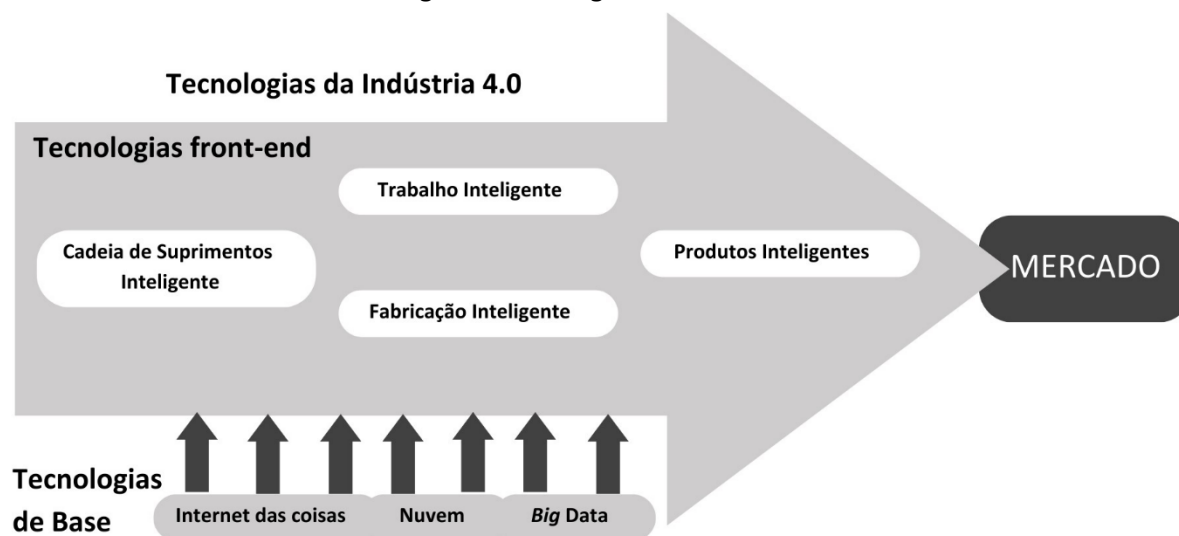 Tecnologias da Indústria 4.0
Tecnologias front-end
Trabalho Inteligente
Cadeia de Suprimentos
Inteligente
Produtos Inteligentes
MERCADO
Fabricação Inteligente
Tecnologias
de Base
Internet das coisas
Nuvem
Big Data